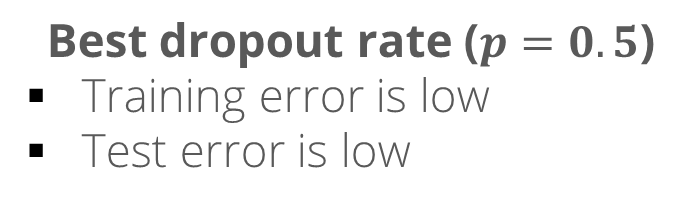 Best dropout rate (p = 0.5)
▪ Training error is low
▪ Test error is low